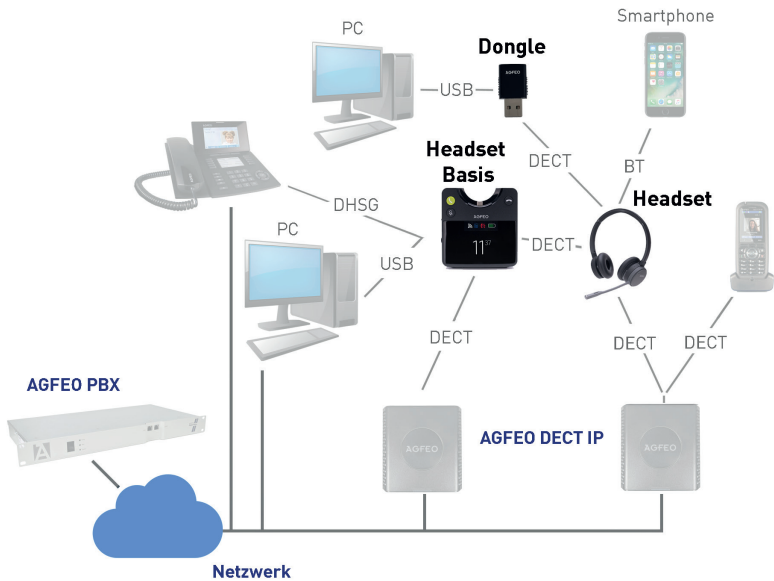 Smartphone
PC
Dongle
AGFEO
USB
DECT
BT
Headset
Basis
Headset
DHSG
PC
AGFEO
11 37
DECT
USB
DECT
DECT
DECT
AGFEO PBX
A
AGFEO
AGFEO DECT IP
AGFEO
Netzwerk